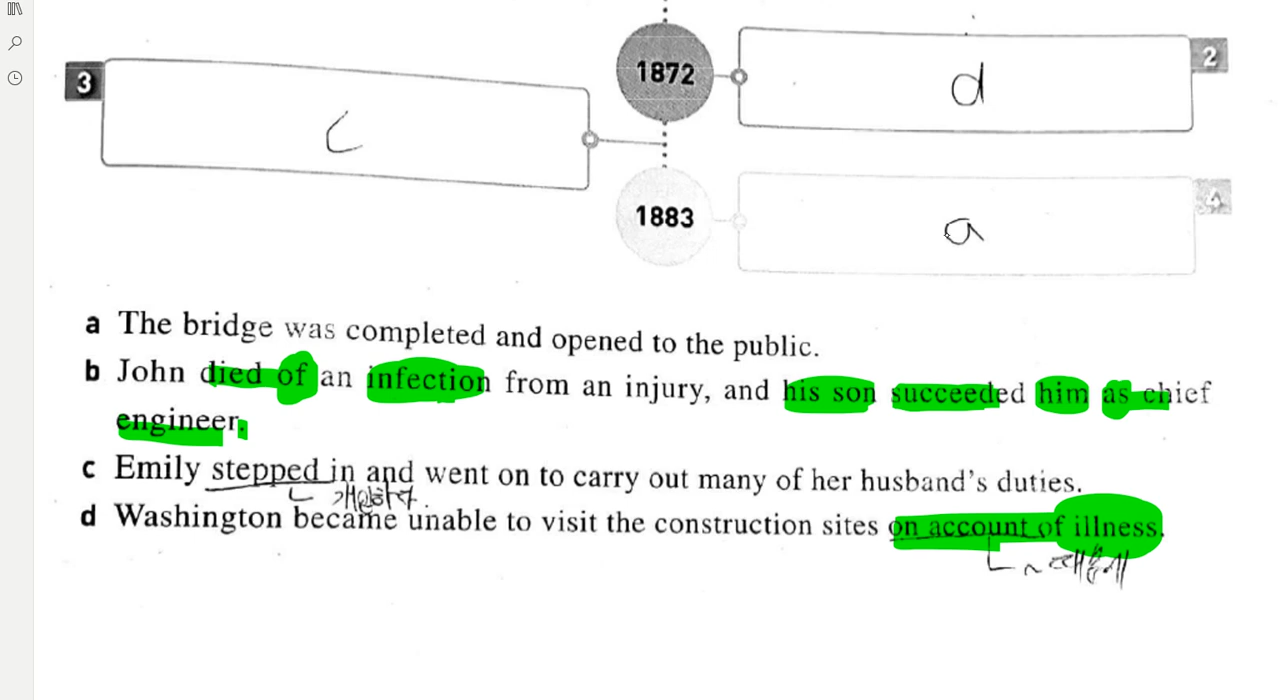 1872
2
d
3
c
1883
4
a
a The bridge was completed and opened to the public.
b John died of an infection from an injury, and his son succeeded him as chief
engineer.
c Emily stepped in and went on to carry out many of her husband's duties.
개입하다.
d Washington became unable to visit the construction sites on account of illness.
~때문에